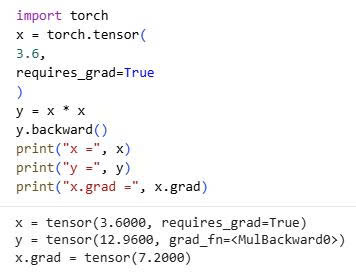 import torch
x = torch.tensor(
3.6,
requires_grad=True
)
y = x * x
y.backward()
print("x =", x)
print("y =", y)
print("x.grad =", x.grad)
x = tensor(3.6000, requires_grad=True)
y = tensor(12.9600, grad_fn=<MulBackward0>)
x.grad = tensor(7.2000)